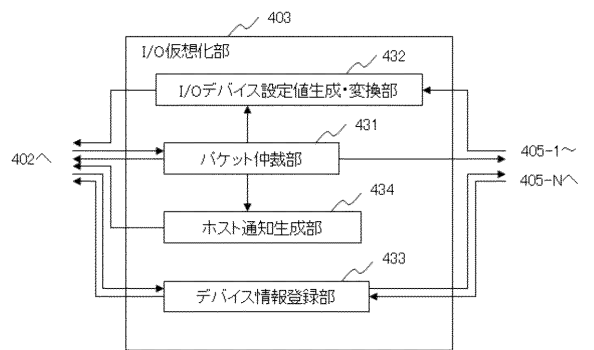 403
I/O仮想化部
432
I/Oデバイス設定値生成・変換部
431
402へ
パケット仲裁部
405-1～
405-Nへ
434
ホスト通知生成部
433
デバイス情報登録部